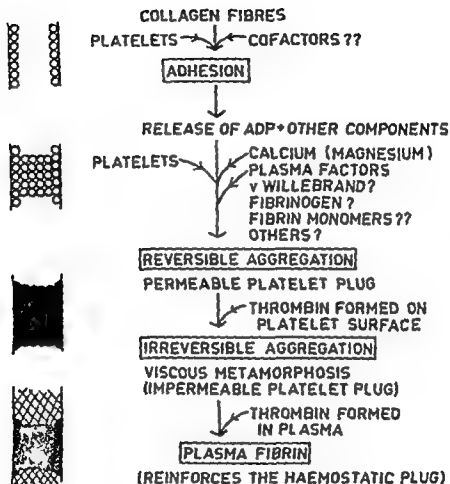 COLLAGEN FIBRES
PLATELETS COFACTORS??
ADHESION
RELEASE OF ADP+OTHER COMPONENTS
PLATELETS CALCIUM (MAGNESIUM)
PLASMA FACTORS
v WILLEBRAND?
FIBRINOGEN?
FIBRIN MONOMERS??
OTHERS?
REVERSIBLE AGGREGATION
PERMEABLE PLATELET PLUG
THROMBIN FORMED ON
PLATELET SURFACE
IRREVERSIBLE AGGREGATION
VISCOUS METAMORPHOSIS
(IMPERMEABLE PLATELET PLUG)
THROMBIN FORMED
IN PLASMA
PLASMA FIBRIN
(REINFORCES THE HAEMOSTATIC PLUG)